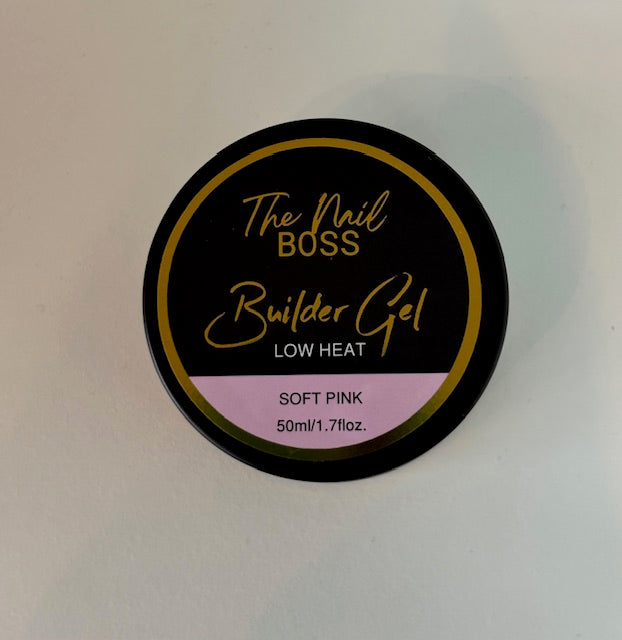 The Nail
BOSS
Builder Gel
LOW HEAT
SOFT PINK
50ml/1.7floz.